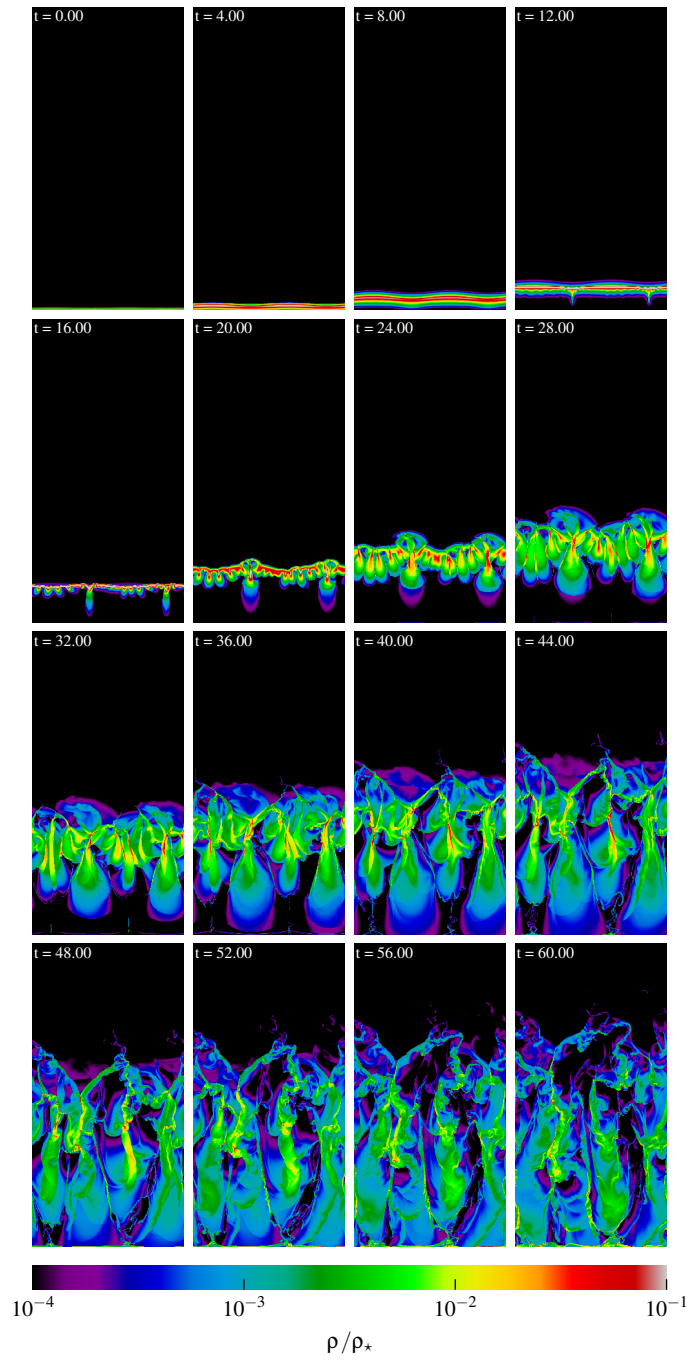 t = 0.00 t = 4.00 t = 8.00 t = 12.00
t = 16.00 t = 20.00 t = 24.00 t = 28.00
t = 32.00 t = 36.00 t = 40.00 t = 44.00
t = 48.00 t = 52.00 t = 56.00 t = 60.00
10⁻⁴ 10⁻³ 10⁻² 10⁻¹
ρ/ρ⋆